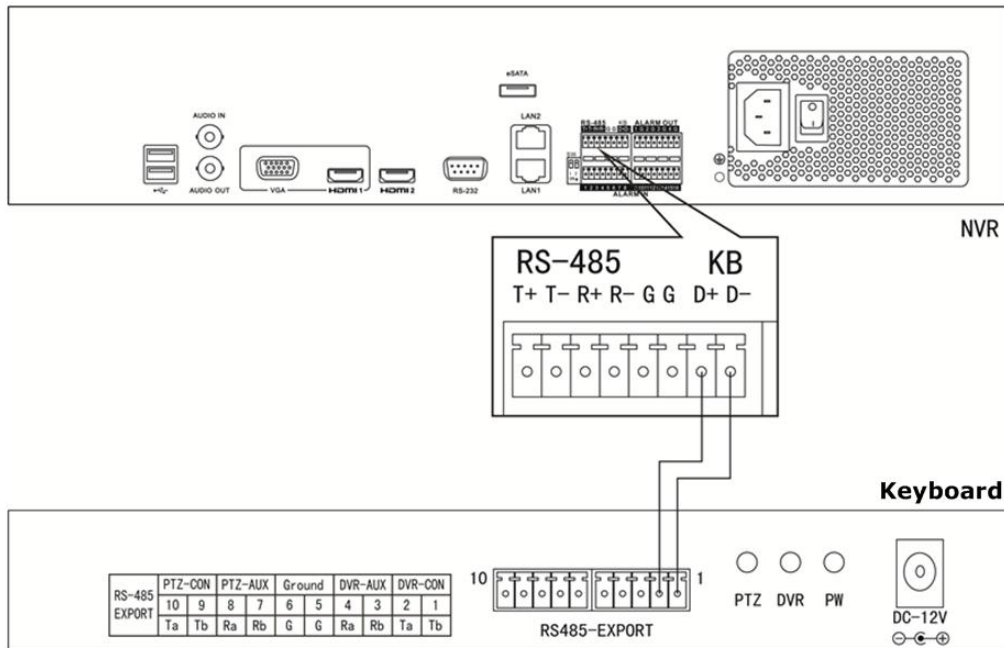 eSATA
AUDIO IN
LAN2
RS-485 KB ALARM OUT
AUDIO OUT
VGA
HDMI 1
HDMI 2
RS-232
LAN1
ALARM IN
NVR
RS-485 KB
T+ T- R+ R- G G D+ D-
Keyboard
RS-485 EXPORT
PTZ-CON PTZ-AUX Ground DVR-AUX DVR-CON
10 9 8 7 6 5 4 3 2 1
Ta Tb Ra Rb G G Ra Rb Ta Tb
10 1
RS485-EXPORT
PTZ DVR PW
DC-12V